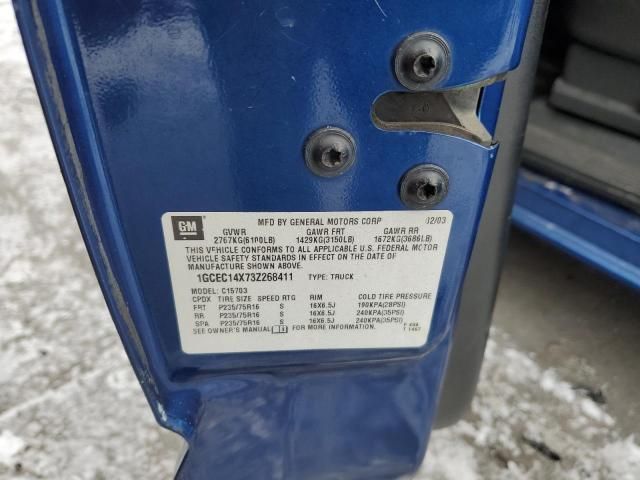 GM
MFD BY GENERAL MOTORS CORP 02/03
GVWR GAWR FRT GAWR RR
2767KG(6100LB) 1429KG(3150LB) 1672KG(3686LB)
THIS VEHICLE CONFORMS TO ALL APPLICABLE U.S. FEDERAL MOTOR
VEHICLE SAFETY STANDARDS IN EFFECT ON THE DATE OF
MANUFACTURE SHOWN ABOVE.
1GCEC14X73Z268411 TYPE: TRUCK
MODEL: C15703
CPDX TIRE SIZE SPEED RTG RIM COLD TIRE PRESSURE
FRT P235/75R16 S 16X6.5J 190KPA(28PSI)
RR P235/75R16 S 16X6.5J 240KPA(35PSI)
SPA P235/75R16 S 16X6.5J 240KPA(35PSI)
SEE OWNER'S MANUAL FOR MORE INFORMATION.